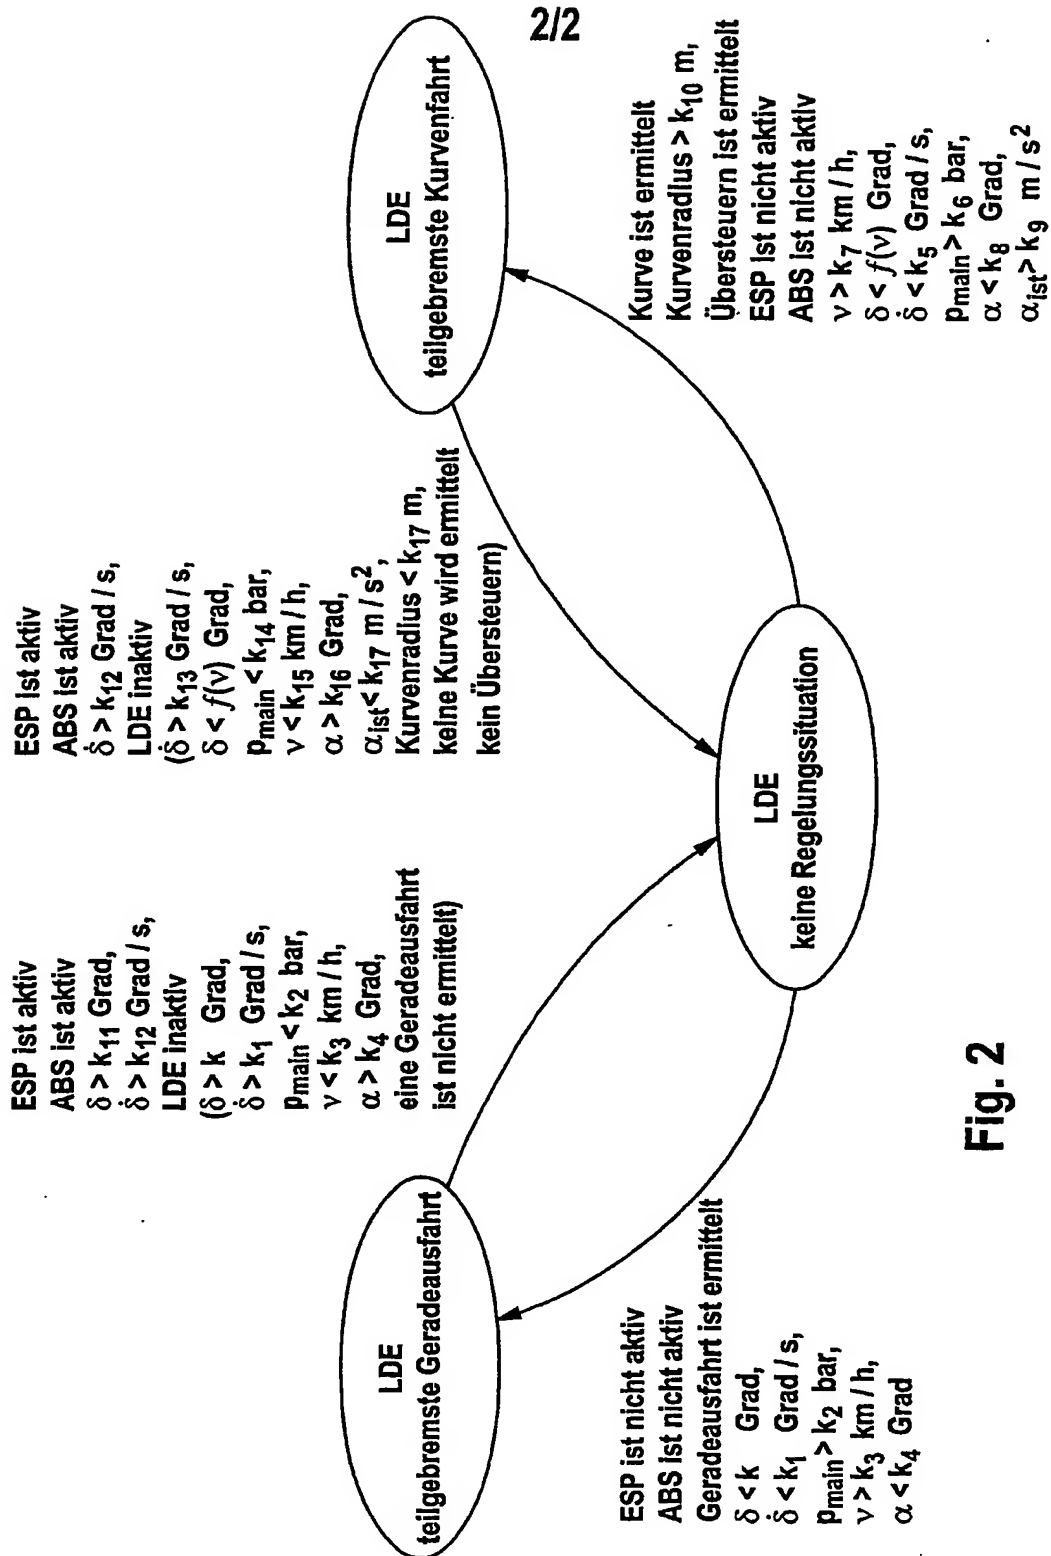 2/2
ESP ist aktiv
ABS ist aktiv
δ > k11 Grad,
δ̇ > k12 Grad / s,
LDE inaktiv
(δ > k Grad,
δ̇ > k1 Grad / s,
pmain < k2 bar,
ν < k3 km / h,
α > k4 Grad,
eine Geradeausfahrt
ist nicht ermittelt)
ESP ist aktiv
ABS ist aktiv
δ̇ > k12 Grad / s,
LDE inaktiv
(δ̇ > k13 Grad / s,
δ < f(ν) Grad,
pmain < k14 bar,
ν < k15 km / h,
α > k16 Grad,
αist < k17 m / s²,
Kurvenradius < k17 m,
keine Kurve wird ermittelt
kein Übersteuern)
LDE
teilgebremste Geradeausfahrt
LDE
teilgebremste Kurvenfahrt
LDE
keine Regelungssituation
ESP ist nicht aktiv
ABS ist nicht aktiv
Geradeausfahrt ist ermittelt
δ < k Grad,
δ̇ < k1 Grad / s,
pmain > k2 bar,
ν > k3 km / h,
α < k4 Grad
Kurve ist ermittelt
Kurvenradius > k10 m,
Übersteuern ist ermittelt
ESP ist nicht aktiv
ABS ist nicht aktiv
ν > k7 km / h,
δ < f(ν) Grad,
δ̇ < k5 Grad / s,
pmain > k6 bar,
α < k8 Grad,
αist > k9 m / s²
Fig. 2